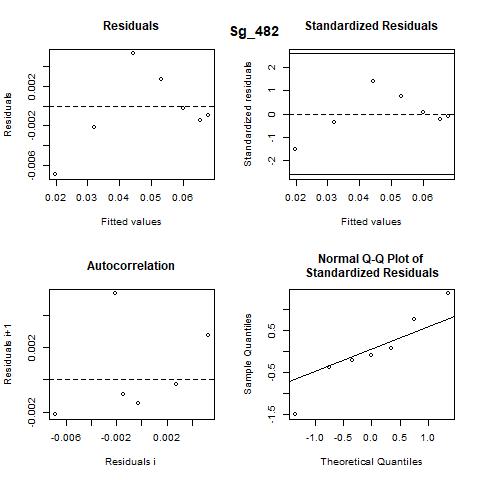 Sg_482
Residuals
Residuals
0.002
-0.002
-0.006
0.02 0.03 0.04 0.05 0.06
Fitted values
Standardized Residuals
Standardized residuals
2
1
0
-1
-2
0.02 0.03 0.04 0.05 0.06
Fitted values
Autocorrelation
Residuals i+1
0.002
-0.002
-0.006 -0.002 0.002
Residuals i
Normal Q-Q Plot of
Standardized Residuals
Sample Quantiles
0.5
-0.5
-1.5
-1.0 -0.5 0.0 0.5 1.0
Theoretical Quantiles